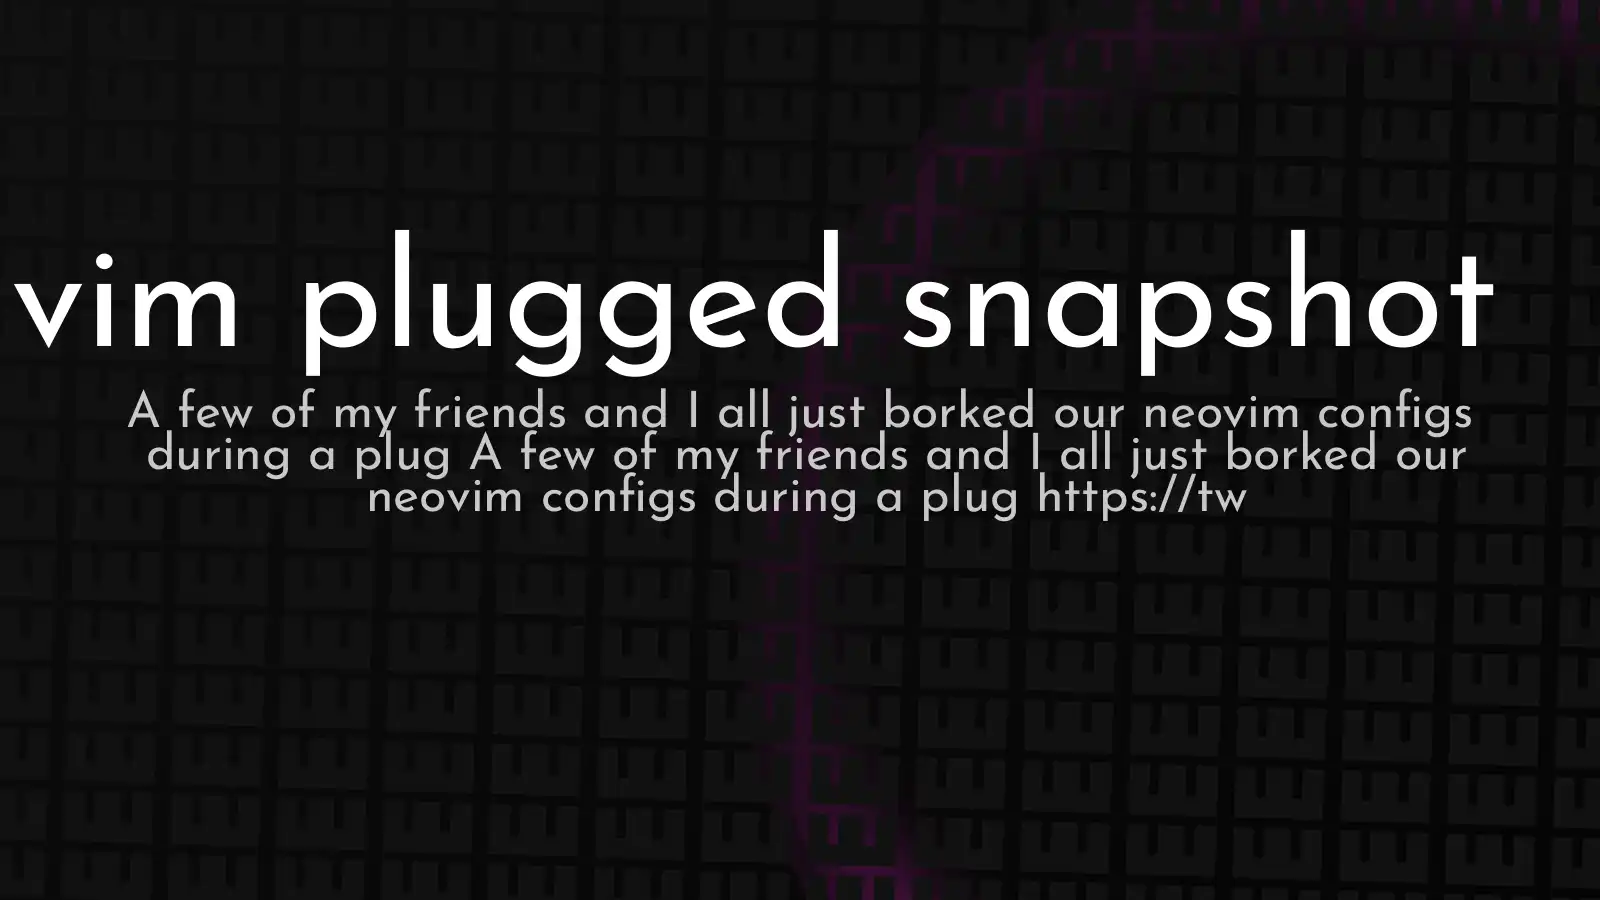 vim plugged snapshot
A few of my friends and I all just borked our neovim configs
during a plug A few of my friends and I all just borked our
neovim configs during a plug https://tw